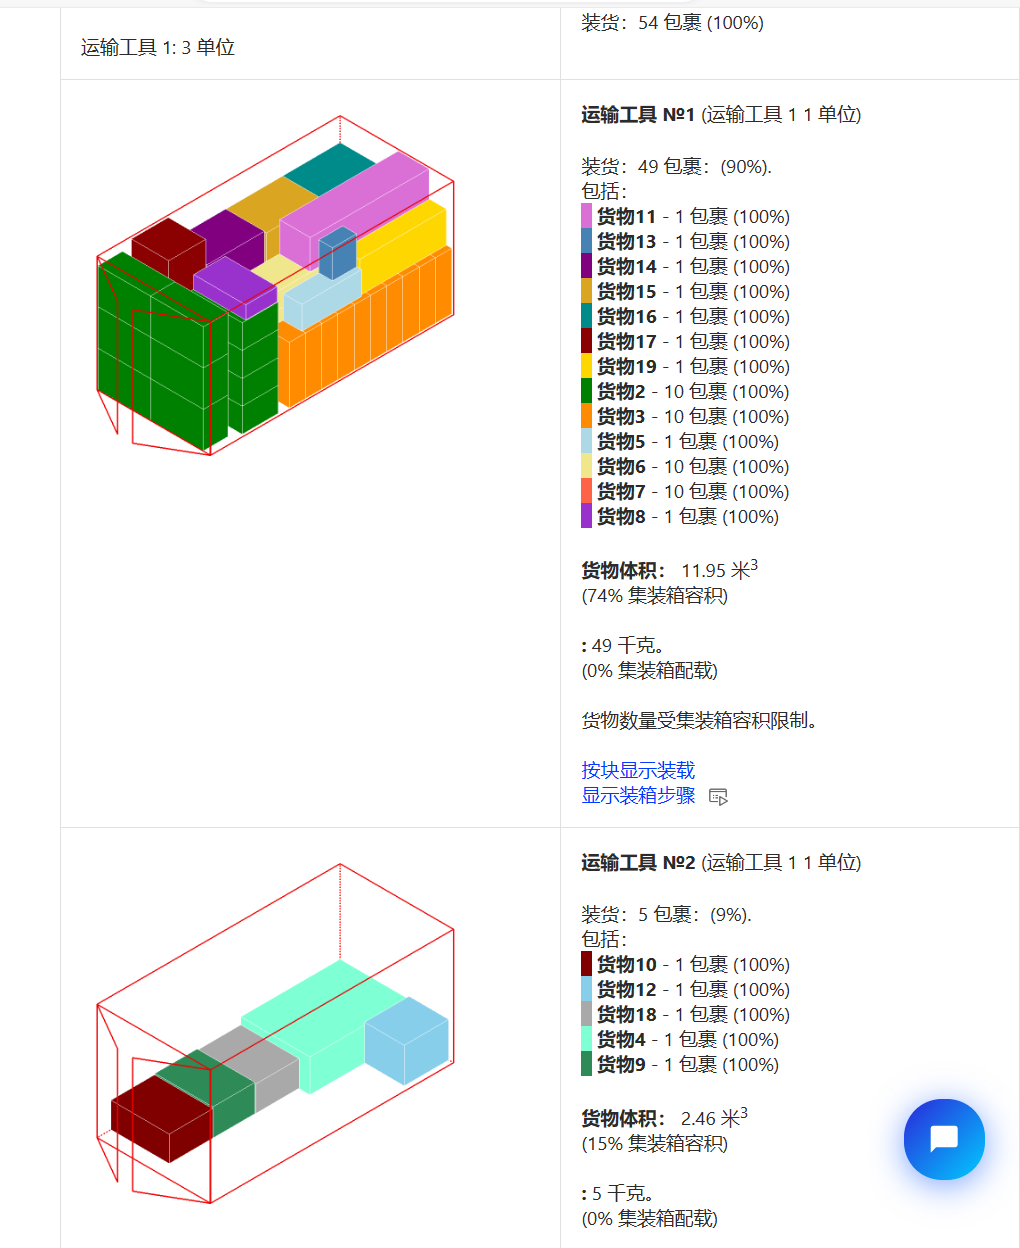 装货：54 包裹 (100%)
运输工具 1: 3 单位
运输工具 №1 (运输工具 1 1 单位)
装货：49 包裹：(90%).
包括：
货物11 - 1 包裹 (100%)
货物13 - 1 包裹 (100%)
货物14 - 1 包裹 (100%)
货物15 - 1 包裹 (100%)
货物16 - 1 包裹 (100%)
货物17 - 1 包裹 (100%)
货物19 - 1 包裹 (100%)
货物2 - 10 包裹 (100%)
货物3 - 10 包裹 (100%)
货物5 - 1 包裹 (100%)
货物6 - 10 包裹 (100%)
货物7 - 10 包裹 (100%)
货物8 - 1 包裹 (100%)
货物体积： 11.95 米3
(74% 集装箱容积)
: 49 千克。
(0% 集装箱配载)
货物数量受集装箱容积限制。
按块显示装载
显示装箱步骤
运输工具 №2 (运输工具 1 1 单位)
装货：5 包裹：(9%).
包括：
货物10 - 1 包裹 (100%)
货物12 - 1 包裹 (100%)
货物18 - 1 包裹 (100%)
货物4 - 1 包裹 (100%)
货物9 - 1 包裹 (100%)
货物体积： 2.46 米3
(15% 集装箱容积)
: 5 千克。
(0% 集装箱配载)